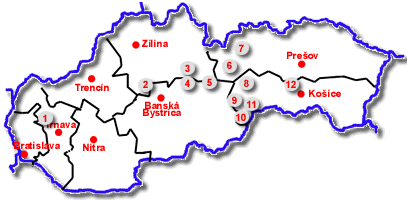 Žilina
7
3
6
Prešov
Trencín
2
4
5
8
12
Banská
Bystrica
9
11
Košice
1
10
Trnava
Bratislava
Nitra